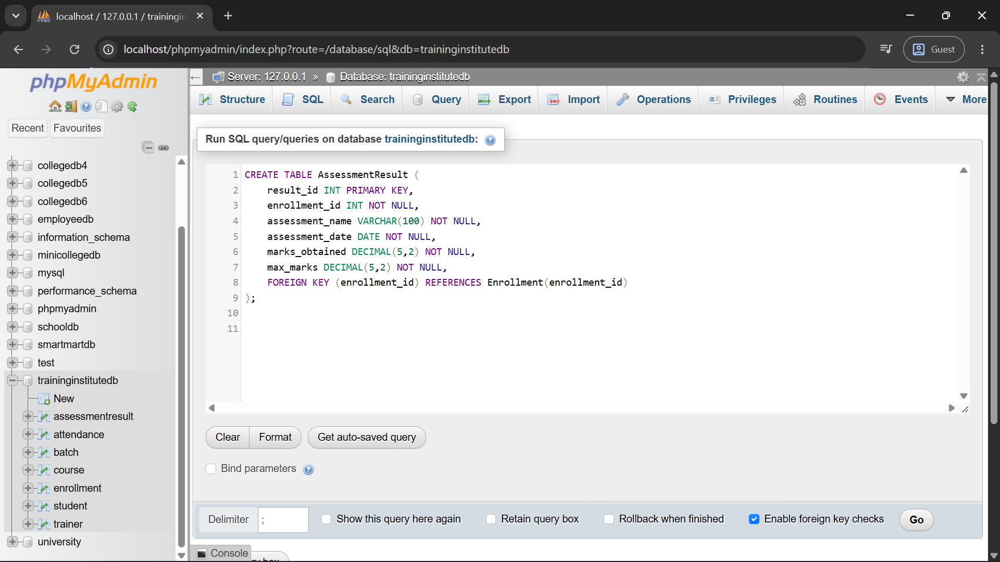 localhost / 127.0.0.1 / trainingin
localhost/phpmyadmin/index.php?route=/database/sql&db=traininginstitutedb
Guest
phpMyAdmin
Recent
Favourites
collegedb4
collegedb5
collegedb6
employeedb
information_schema
minicollegedb
mysql
performance_schema
phpmyadmin
schooldb
smartmartdb
test
traininginstitutedb
New
assessmentresult
attendance
batch
course
enrollment
student
trainer
university
Server: 127.0.0.1 » Database: traininginstitutedb
Structure
SQL
Search
Query
Export
Import
Operations
Privileges
Routines
Events
More
Run SQL query/queries on database traininginstitutedb:
1 CREATE TABLE AssessmentResult (
2 result_id INT PRIMARY KEY,
3 enrollment_id INT NOT NULL,
4 assessment_name VARCHAR(100) NOT NULL,
5 assessment_date DATE NOT NULL,
6 marks_obtained DECIMAL(5,2) NOT NULL,
7 max_marks DECIMAL(5,2) NOT NULL,
8 FOREIGN KEY (enrollment_id) REFERENCES Enrollment(enrollment_id)
9 );
10
11
Clear
Format
Get auto-saved query
Bind parameters
Delimiter ;
Show this query here again
Retain query box
Rollback when finished
Enable foreign key checks
Go
Console